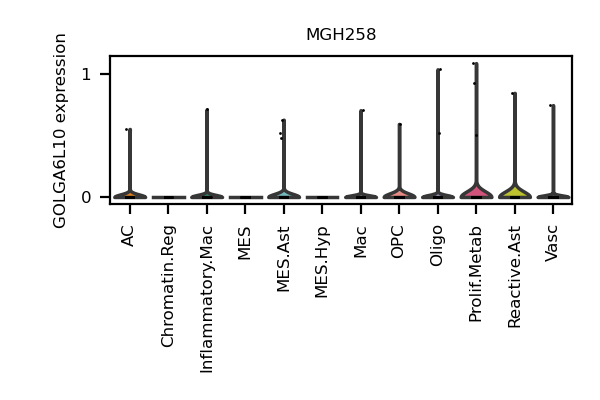 MGH258
GOLGA6L10 expression
1
0
AC
Chromatin.Reg
Inflammatory.Mac
MES
MES.Ast
MES.Hyp
Mac
OPC
Oligo
Prolif.Metab
Reactive.Ast
Vasc